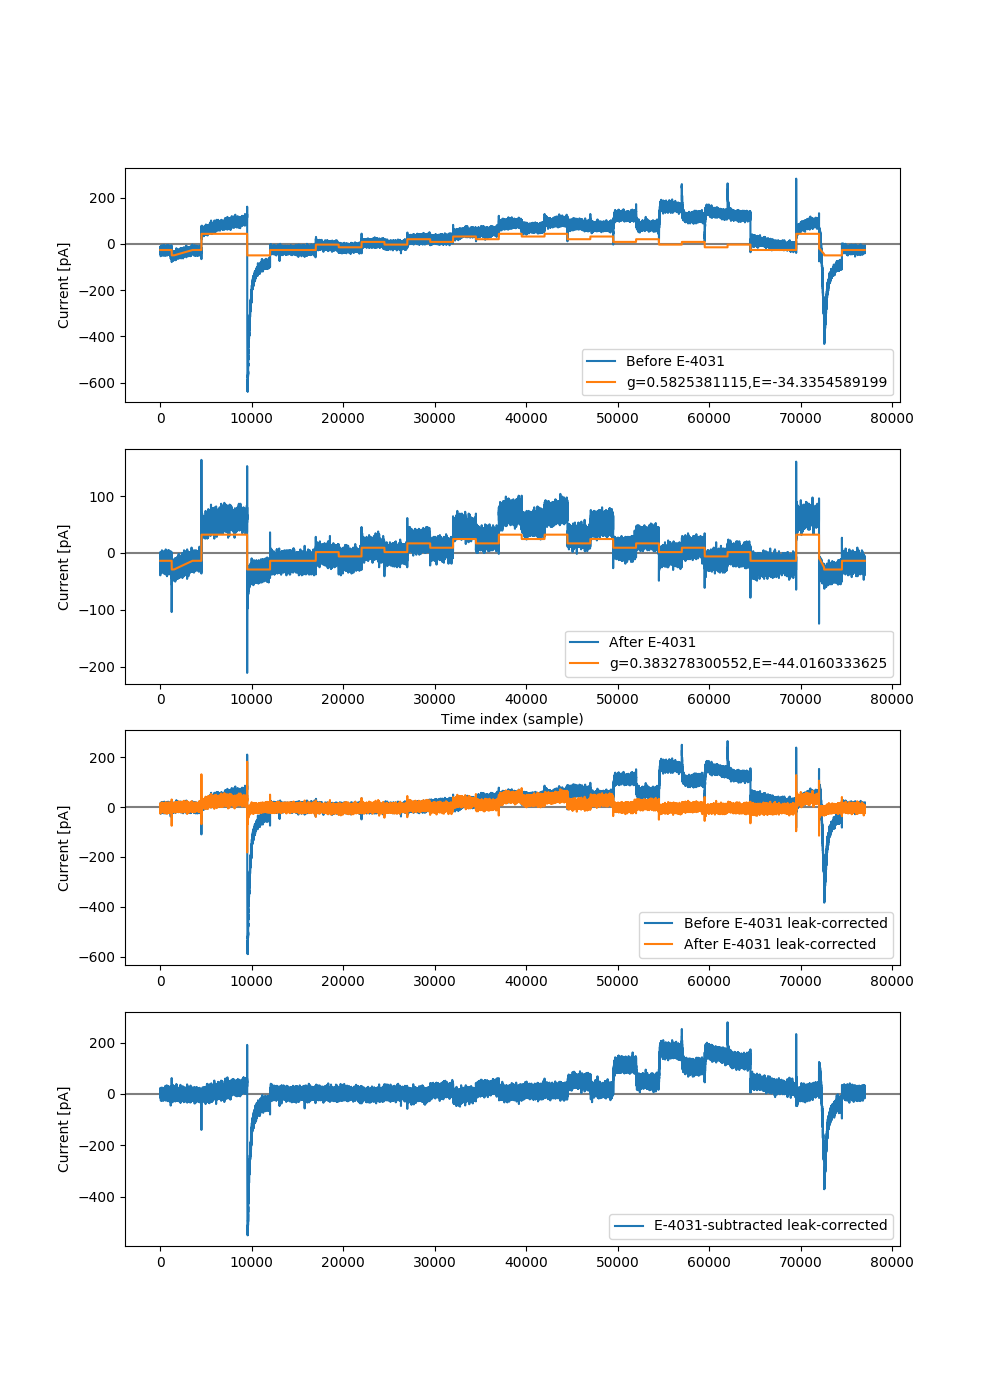 200
0
−200
−400
−600
Current [pA]
Before E-4031
g=0.5825381115,E=-34.3354589199
0 10000 20000 30000 40000 50000 60000 70000 80000
100
0
−100
−200
Current [pA]
After E-4031
g=0.383278300552,E=-44.0160333625
0 10000 20000 30000 40000 50000 60000 70000 80000
Time index (sample)
200
0
−200
−400
−600
Current [pA]
Before E-4031 leak-corrected
After E-4031 leak-corrected
0 10000 20000 30000 40000 50000 60000 70000 80000
200
0
−200
−400
Current [pA]
E-4031-subtracted leak-corrected
0 10000 20000 30000 40000 50000 60000 70000 80000